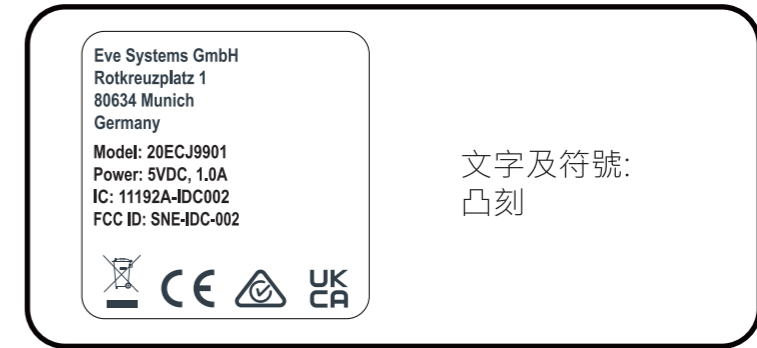 Eve Systems GmbH
Rotkreuzplatz 1
80634 Munich
Germany
Model: 20ECJ9901
Power: 5VDC, 1.0A
IC: 11192A-IDC002
FCC ID: SNE-IDC-002
CE
UK
CA
文字及符號:
凸刻